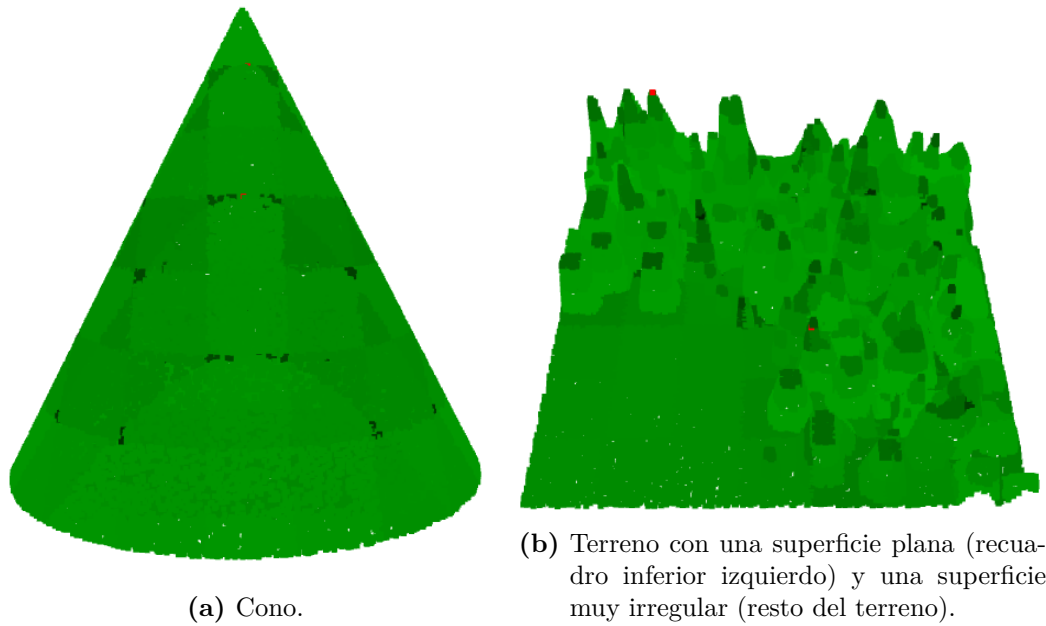 (a) Cono.
(b) Terreno con una superficie plana (recua-
dro inferior izquierdo) y una superficie
muy irregular (resto del terreno).